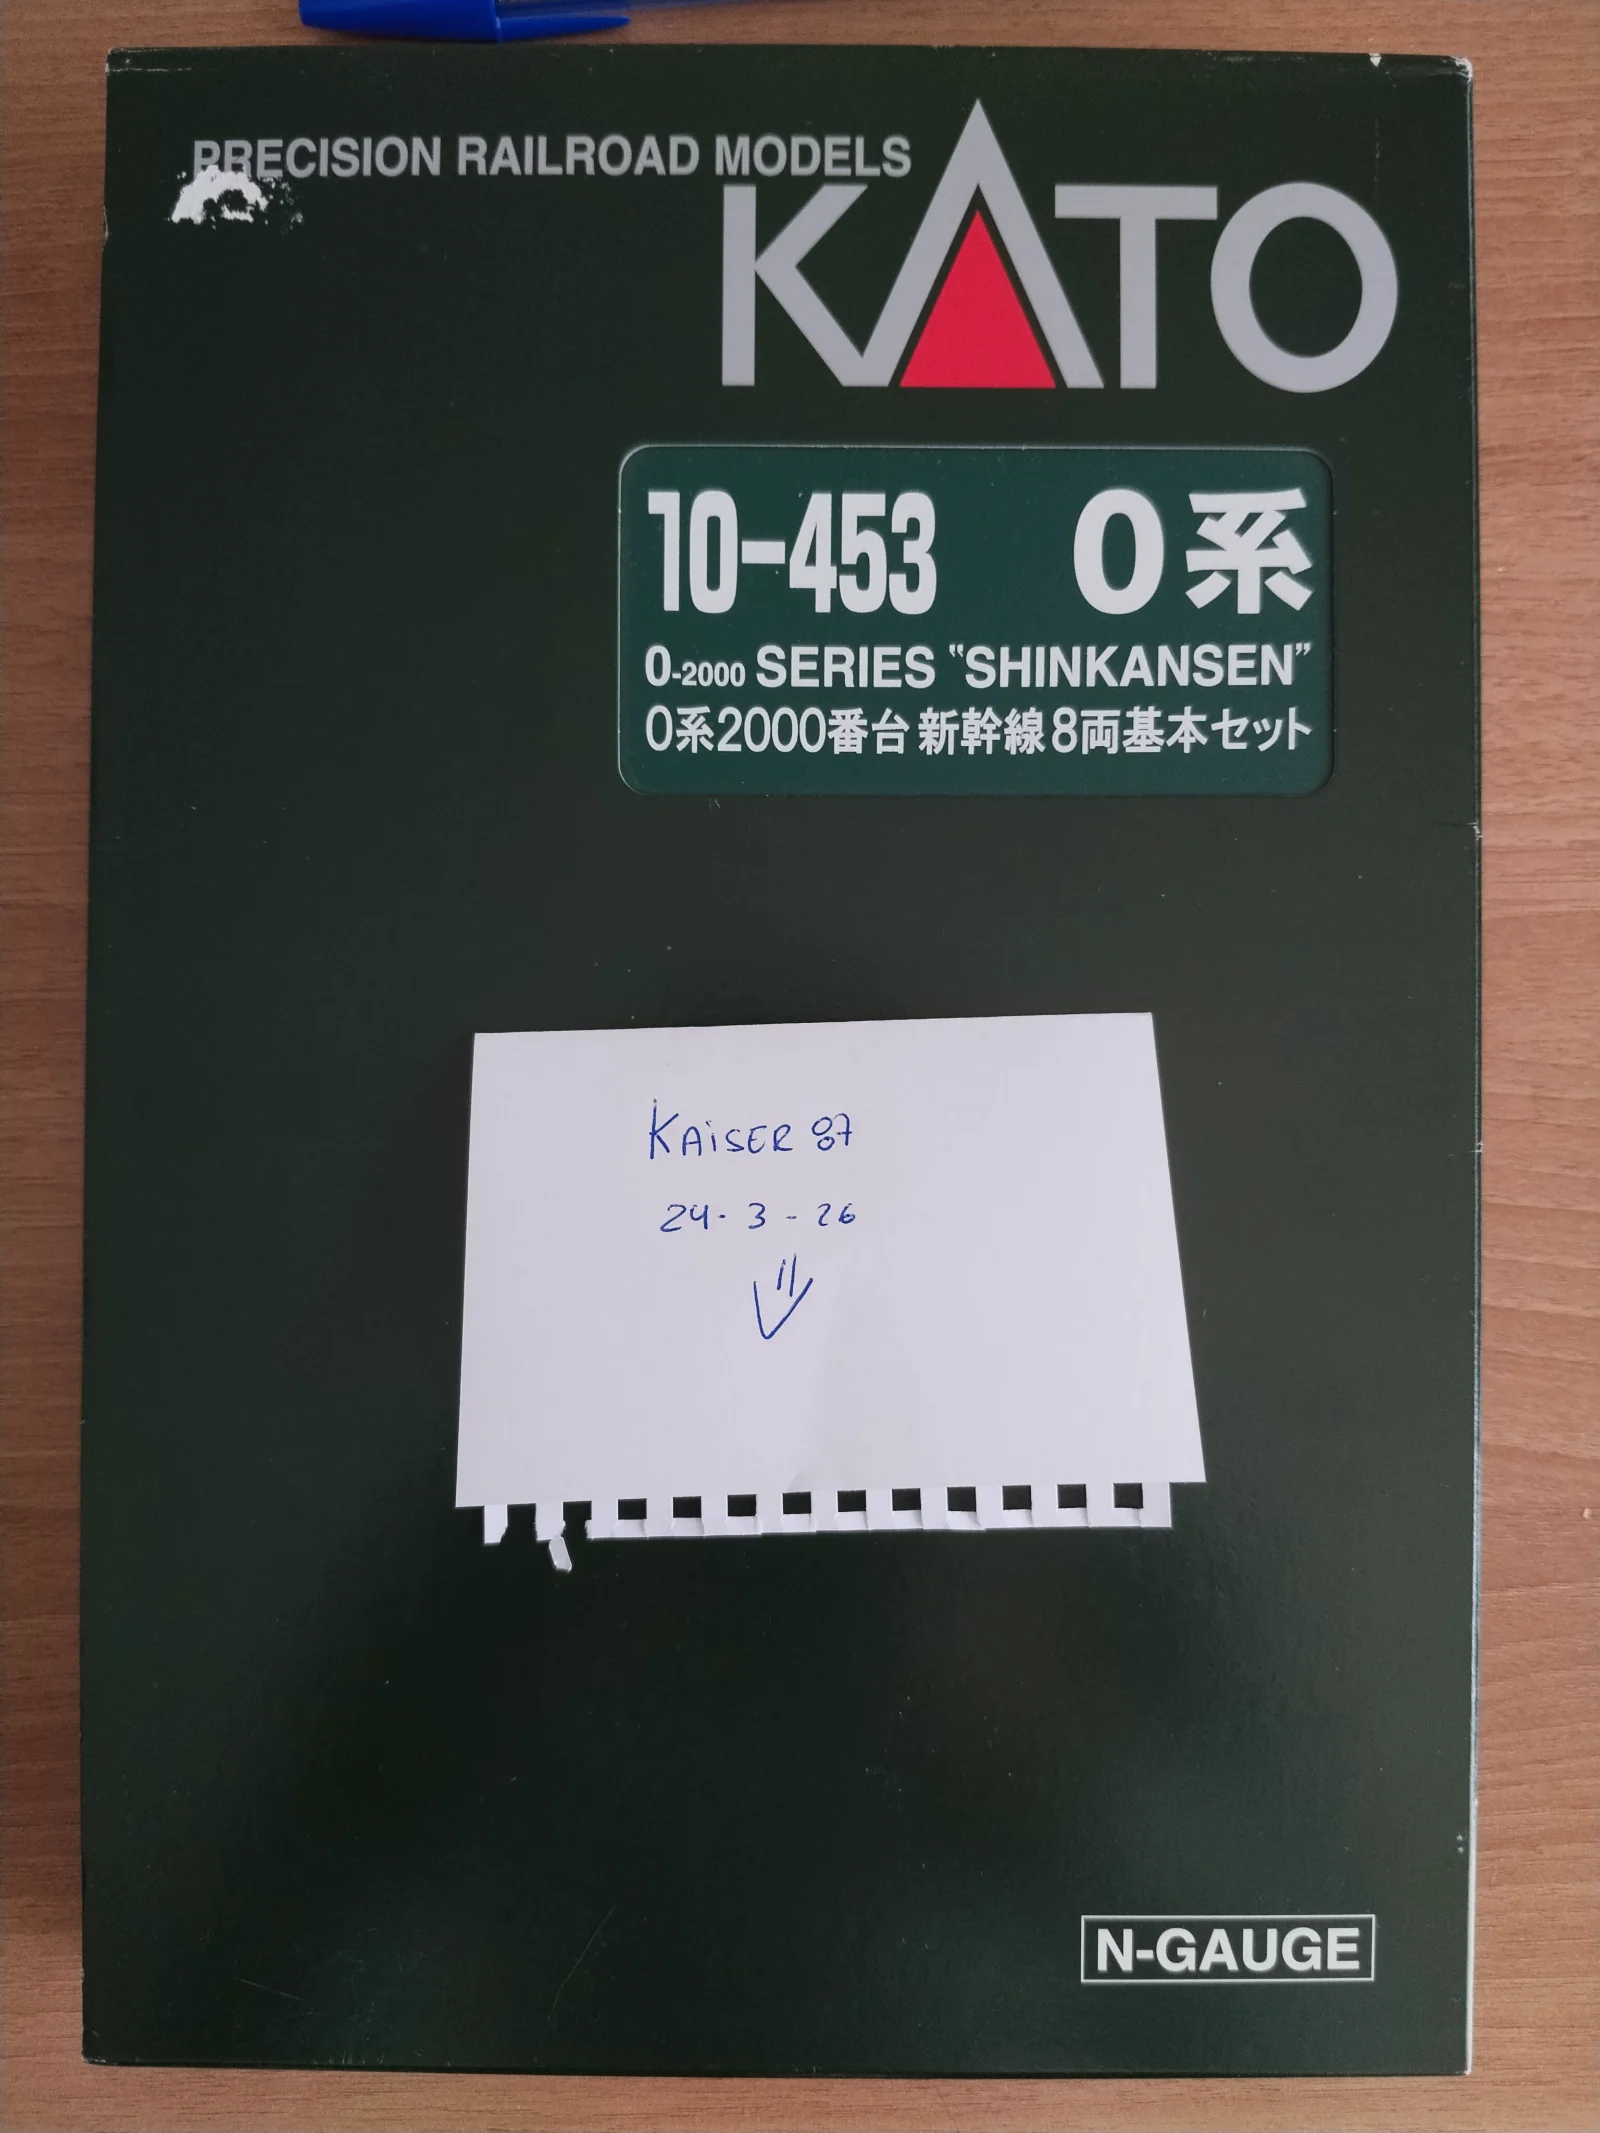 PRECISION RAILROAD MODELS
KATO
10-453 0系
0-2000 SERIES "SHINKANSEN"
0系2000番台 新幹線8両基本セット
KAiSER 87
24-3-26
N-GAUGE